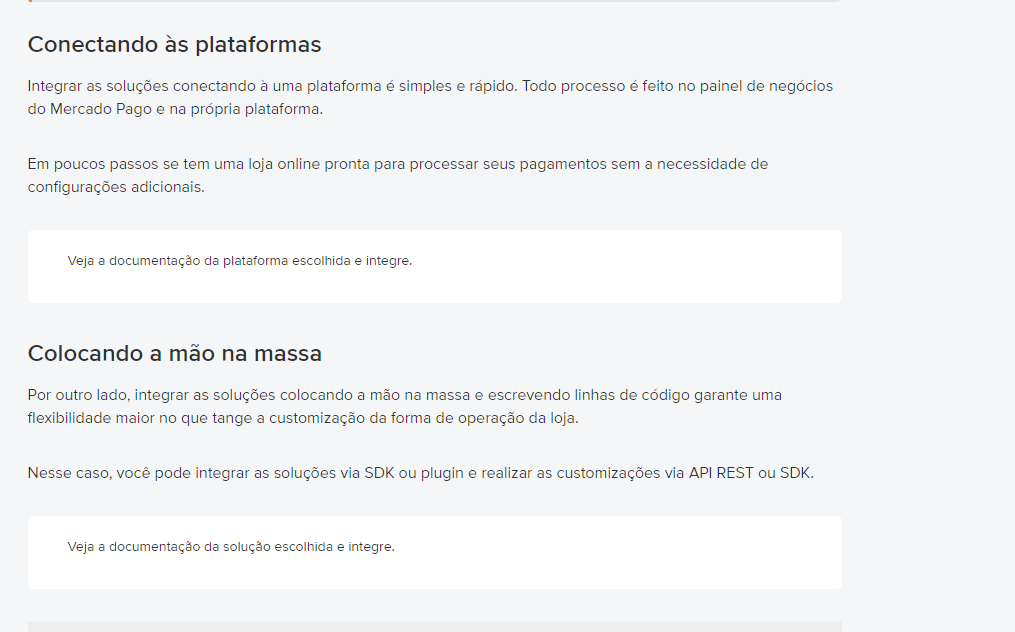 Conectando às plataformas
Integrar as soluções conectando à uma plataforma é simples e rápido. Todo processo é feito no painel de negócios
do Mercado Pago e na própria plataforma.
Em poucos passos se tem uma loja online pronta para processar seus pagamentos sem a necessidade de
configurações adicionais.
Veja a documentação da plataforma escolhida e integre.
Colocando a mão na massa
Por outro lado, integrar as soluções colocando a mão na massa e escrevendo linhas de código garante uma
flexibilidade maior no que tange a customização da forma de operação da loja.
Nesse caso, você pode integrar as soluções via SDK ou plugin e realizar as customizações via API REST ou SDK.
Veja a documentação da solução escolhida e integre.